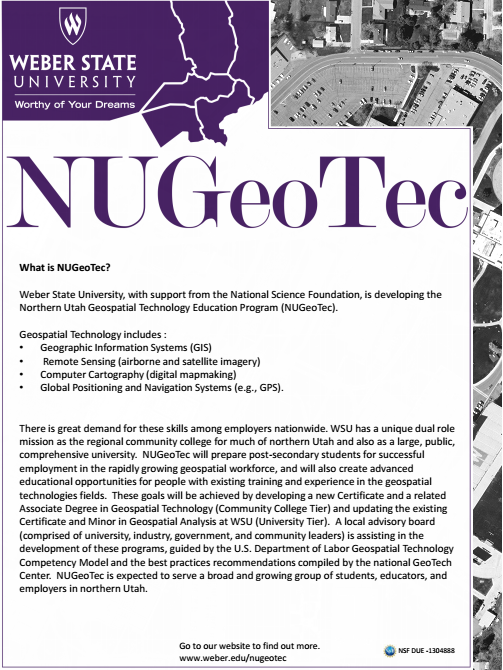 WEBER STATE
UNIVERSITY
Worthy of Your Dreams
NUGeoTec
What is NUGeoTec?
Weber State University, with support from the National Science Foundation, is developing the
Northern Utah Geospatial Technology Education Program (NUGeoTec).
Geospatial Technology includes :
• Geographic Information Systems (GIS)
• Remote Sensing (airborne and satellite imagery)
• Computer Cartography (digital mapmaking)
• Global Positioning and Navigation Systems (e.g., GPS).
There is great demand for these skills among employers nationwide. WSU has a unique dual role
mission as the regional community college for much of northern Utah and also as a large, public,
comprehensive university.  NUGeoTec will prepare post-secondary students for successful
employment in the rapidly growing geospatial workforce, and will also create advanced
educational opportunities for people with existing training and experience in the geospatial
technologies fields.  These goals will be achieved by developing a new Certificate and a related
Associate Degree in Geospatial Technology (Community College Tier) and updating the existing
Certificate and Minor in Geospatial Analysis at WSU (University Tier).  A local advisory board
(comprised of university, industry, government, and community leaders) is assisting in the
development of these programs, guided by the U.S. Department of Labor Geospatial Technology
Competency Model and the best practices recommendations compiled by the national GeoTech
Center.  NUGeoTec is expected to serve a broad and growing group of students, educators, and
employers in northern Utah.
Go to our website to find out more.
www.weber.edu/nugeotec
NSF DUE -1304888